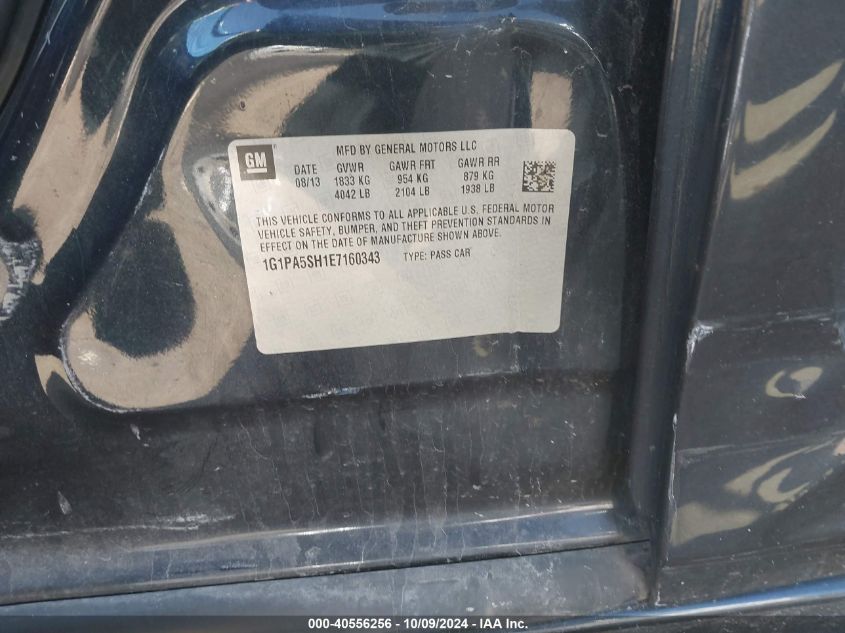 GM
MFD BY GENERAL MOTORS LLC
DATE GVWR GAWR FRT GAWR RR
08/13 1833 KG 954 KG 879 KG
4042 LB 2104 LB 1938 LB
THIS VEHICLE CONFORMS TO ALL APPLICABLE U.S. FEDERAL MOTOR
VEHICLE SAFETY, BUMPER, AND THEFT PREVENTION STANDARDS IN
EFFECT ON THE DATE OF MANUFACTURE SHOWN ABOVE.
1G1PA5SH1E7160343 TYPE: PASS CAR
000-40556256 - 10/09/2024 - IAA Inc.